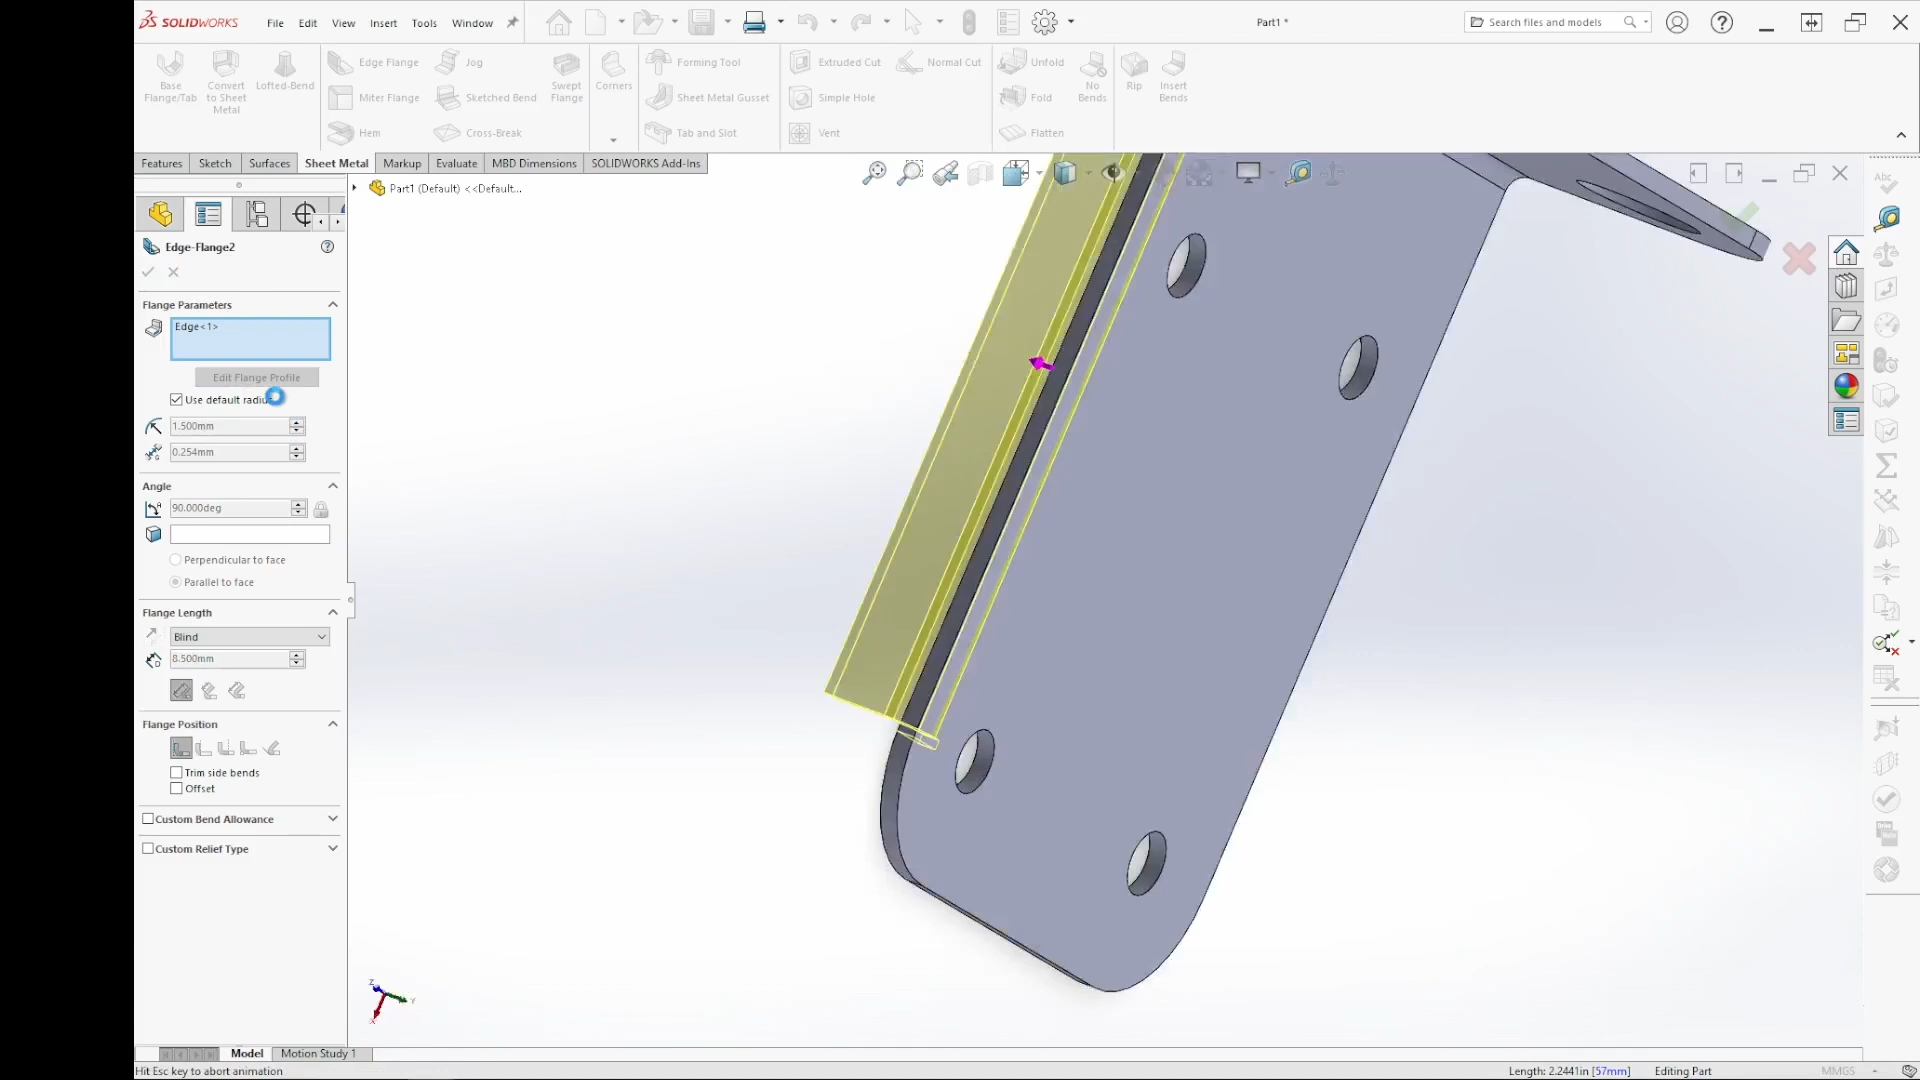 SOLIDWORKS File Edit View Insert Tools Window Part1 * Search files and models
Base Flange/Tab
Convert to Sheet Metal
Lofted-Bend
Edge Flange
Miter Flange
Hem
Jog
Sketched Bend
Cross-Break
Swept Flange
Corners
Forming Tool
Sheet Metal Gusset
Tab and Slot
Extruded Cut
Simple Hole
Vent
Normal Cut
Unfold
Fold
Flatten
No Bends
Rip
Insert Bends
Features Sketch Surfaces Sheet Metal Markup Evaluate MBD Dimensions SOLIDWORKS Add-Ins
Part1 (Default) <<Default...
Edge-Flange2
Flange Parameters
Edge<1>
Edit Flange Profile
Use default radiu
1.500mm
0.254mm
Angle
90.000deg
Perpendicular to face
Parallel to face
Flange Length
Blind
8.500mm
Flange Position
Trim side bends
Offset
Custom Bend Allowance
Custom Relief Type
Z
Y
X
Model Motion Study 1
Hit Esc key to abort animation Length: 2.2441in [57mm] Editing Part MMGS